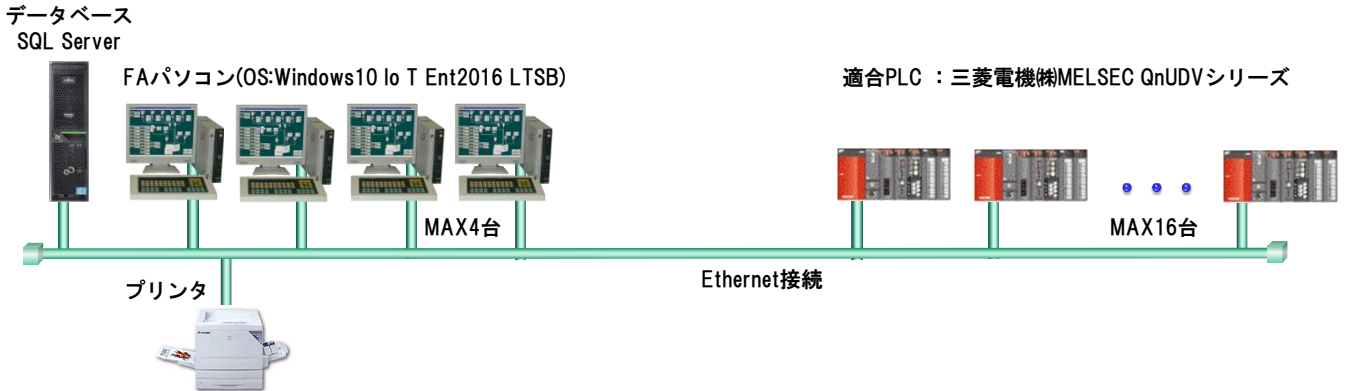 データベース
SQL Server
FAパソコン(OS:Windows10 Io T Ent2016 LTSB)
適合PLC ：三菱電機㈱MELSEC QnUDVシリーズ
MAX4台
MAX16台
Ethernet接続
プリンタ